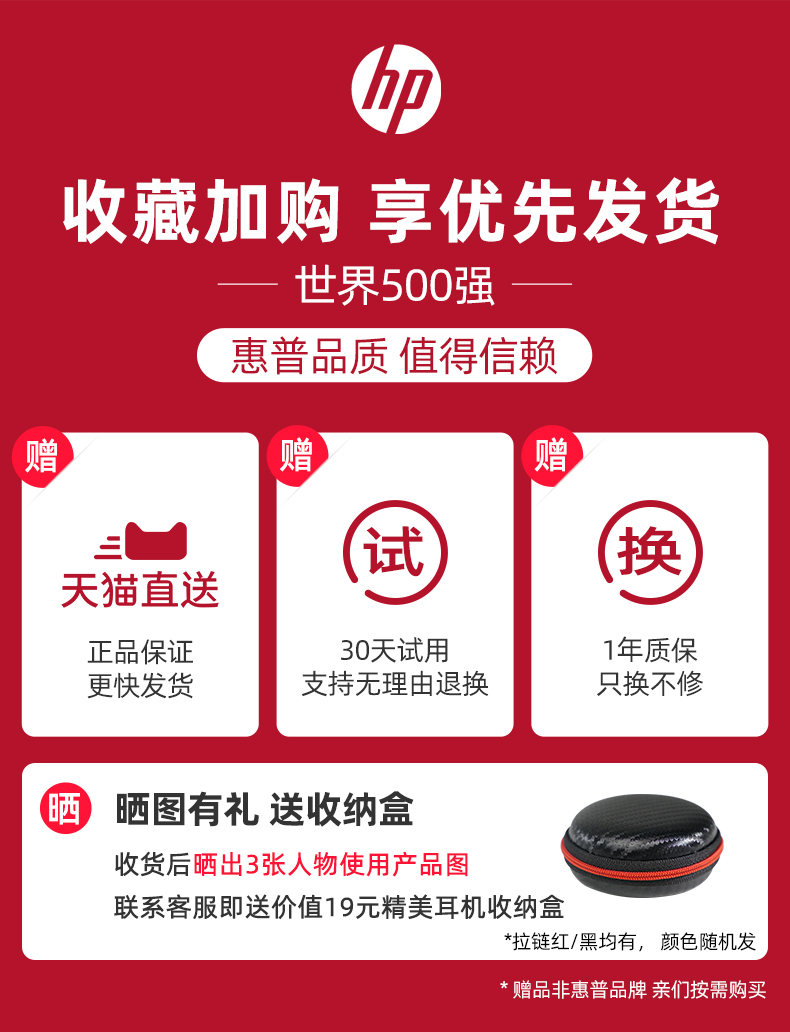 hp
收藏加购 享优先发货
世界500强
惠普品质 值得信赖
赠
赠
赠
天猫直送
正品保证
更快发货
试
30天试用
支持无理由退换
换
1年质保
只换不修
晒
晒图有礼 送收纳盒
收货后晒出3张人物使用产品图
联系客服即送价值19元精美耳机收纳盒
*拉链红/黑均有， 颜色随机发
* 赠品非惠普品牌 亲们按需购买